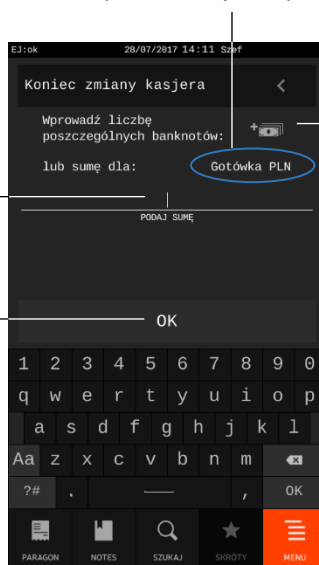 EJ:ok 28/07/2017 14:11 Szef
Koniec zmiany kasjera <
Wprowadź liczbę
poszczególnych banknotów:
+
lub sumę dla: Gotówka PLN
PODAJ SUMĘ
OK
1 2 3 4 5 6 7 8 9 0
q w e r t y u i o p
a s d f g h j k l
Aa z x c v b n m
?# . , OK
PARAGON NOTES SZUKAJ SKRÓTY MENU